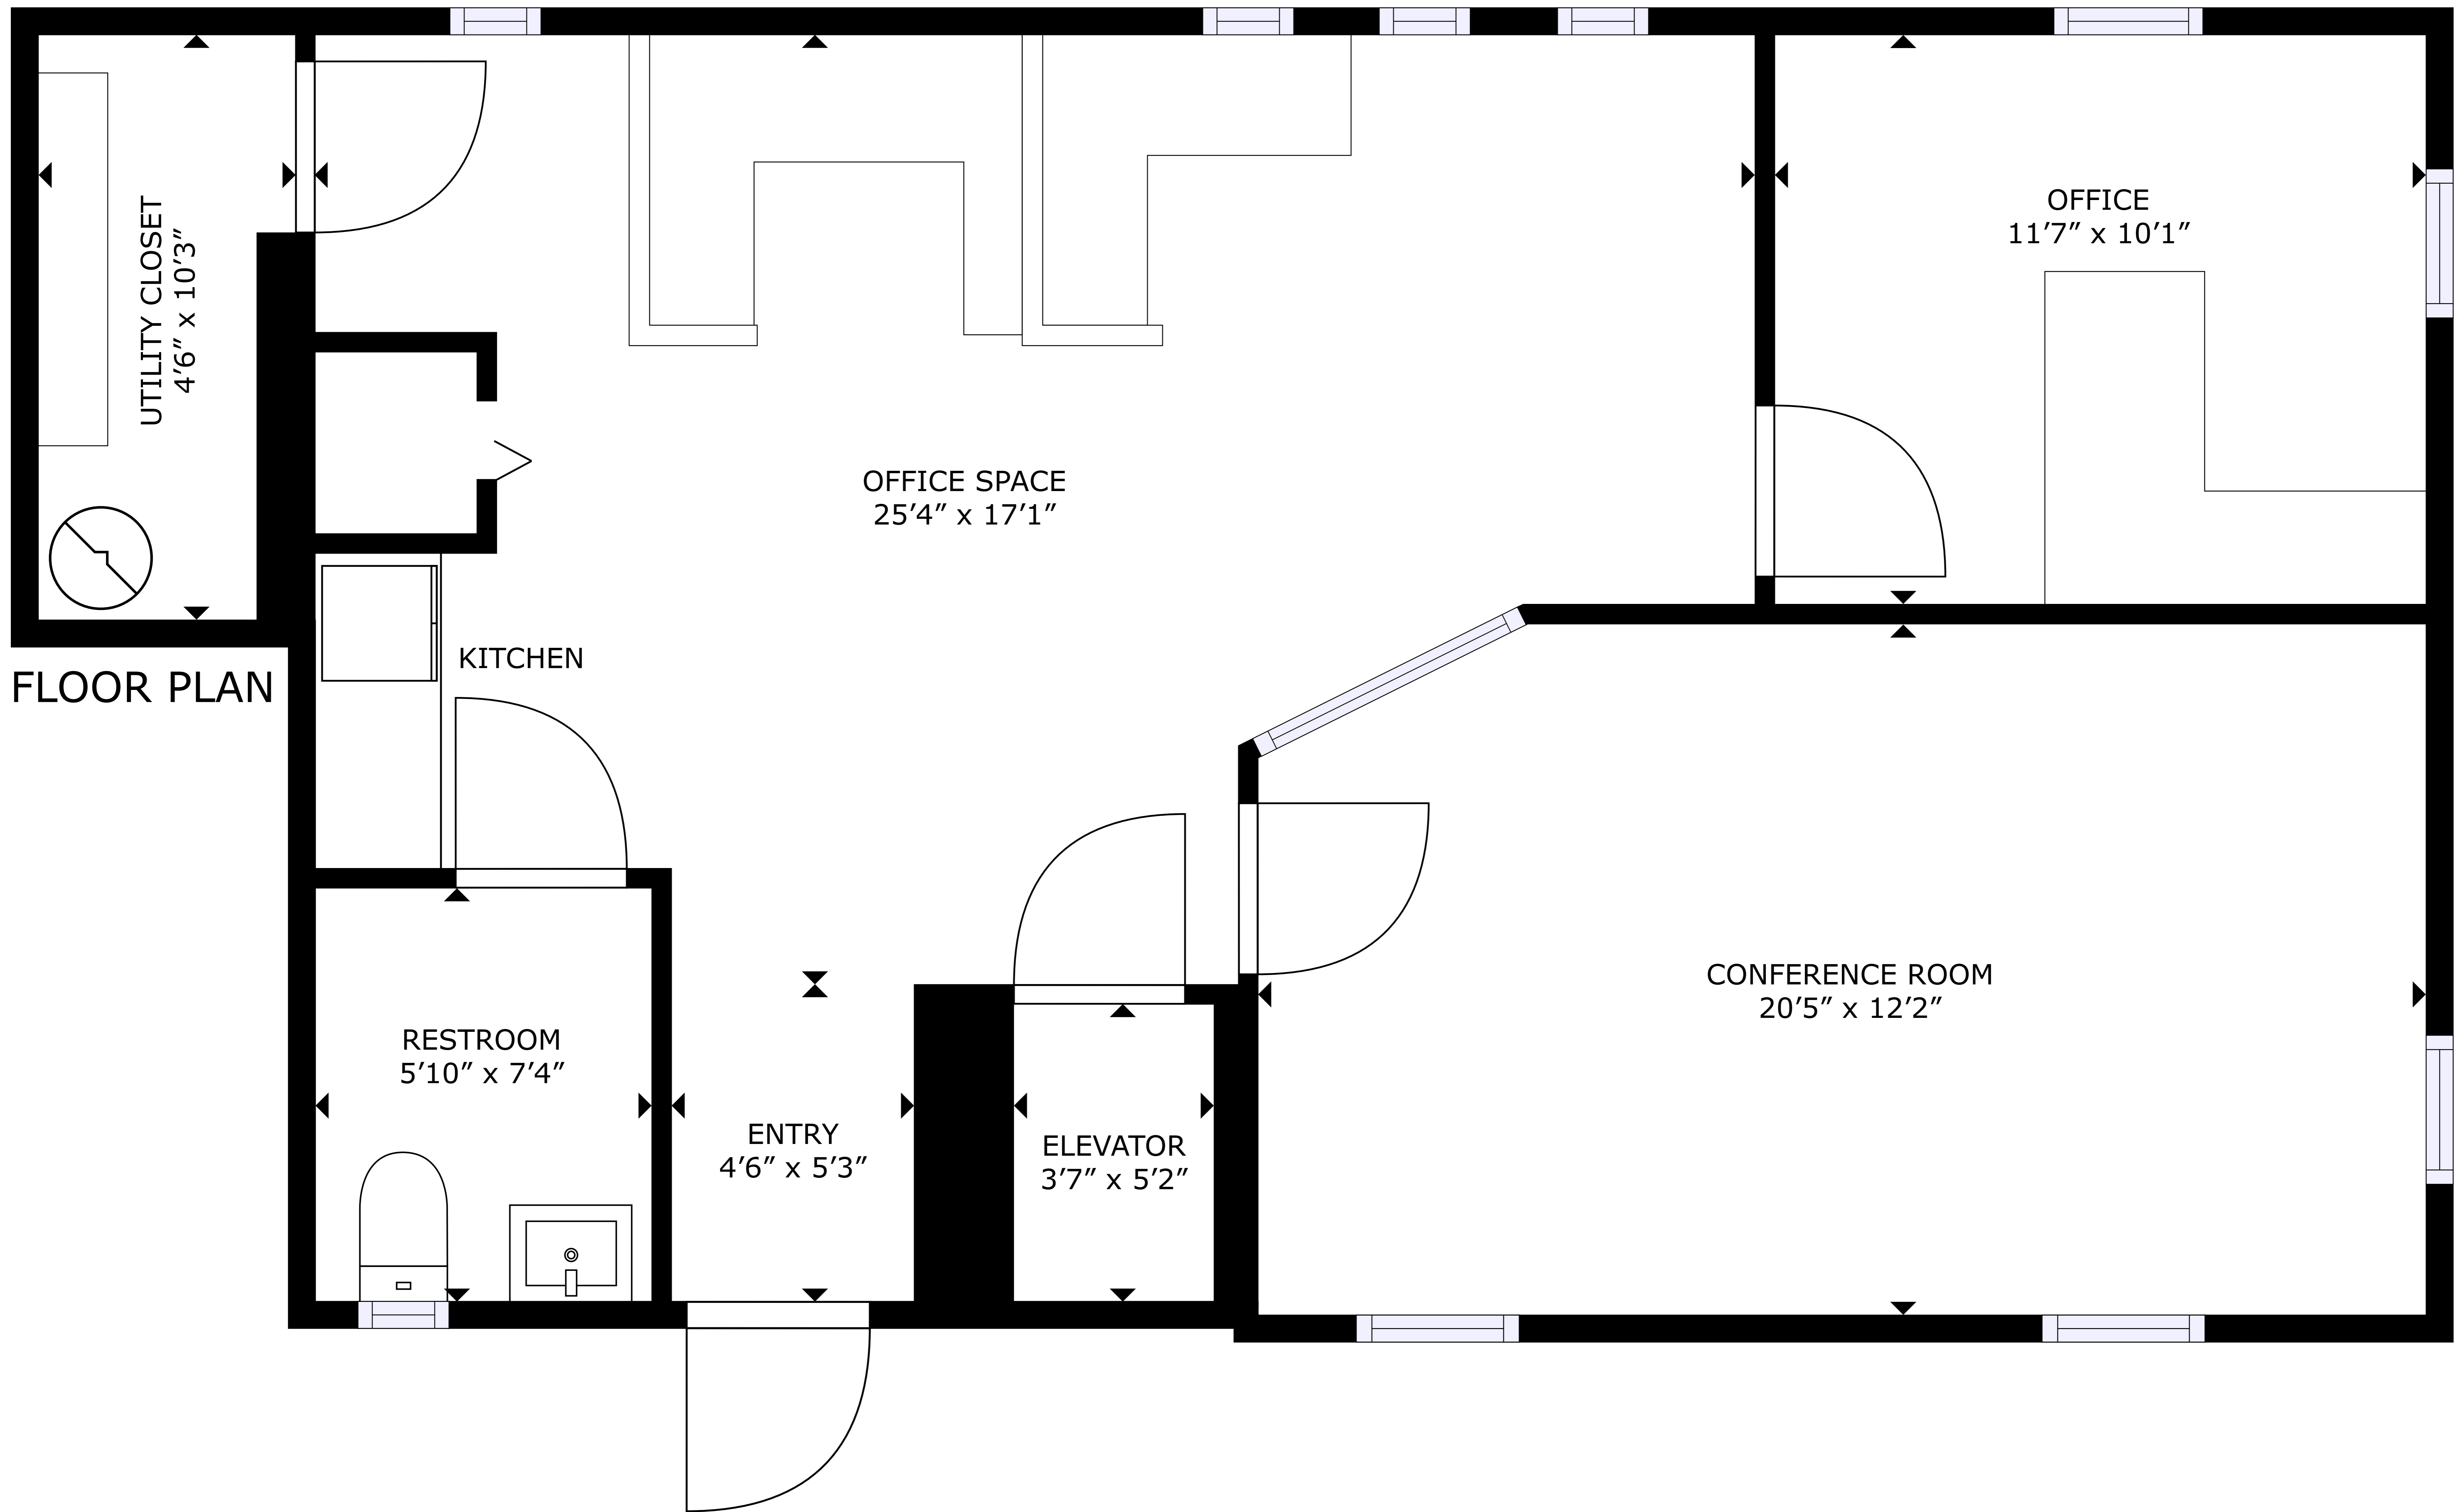 UTILITY CLOSET
4’6” x 10’3”
OFFICE
11’7” x 10’1”
OFFICE SPACE
25’4” x 17’1”
KITCHEN
FLOOR PLAN
CONFERENCE ROOM
20’5” x 12’2”
RESTROOM
5’10” x 7’4”
ENTRY
4’6” x 5’3”
ELEVATOR
3’7” x 5’2”